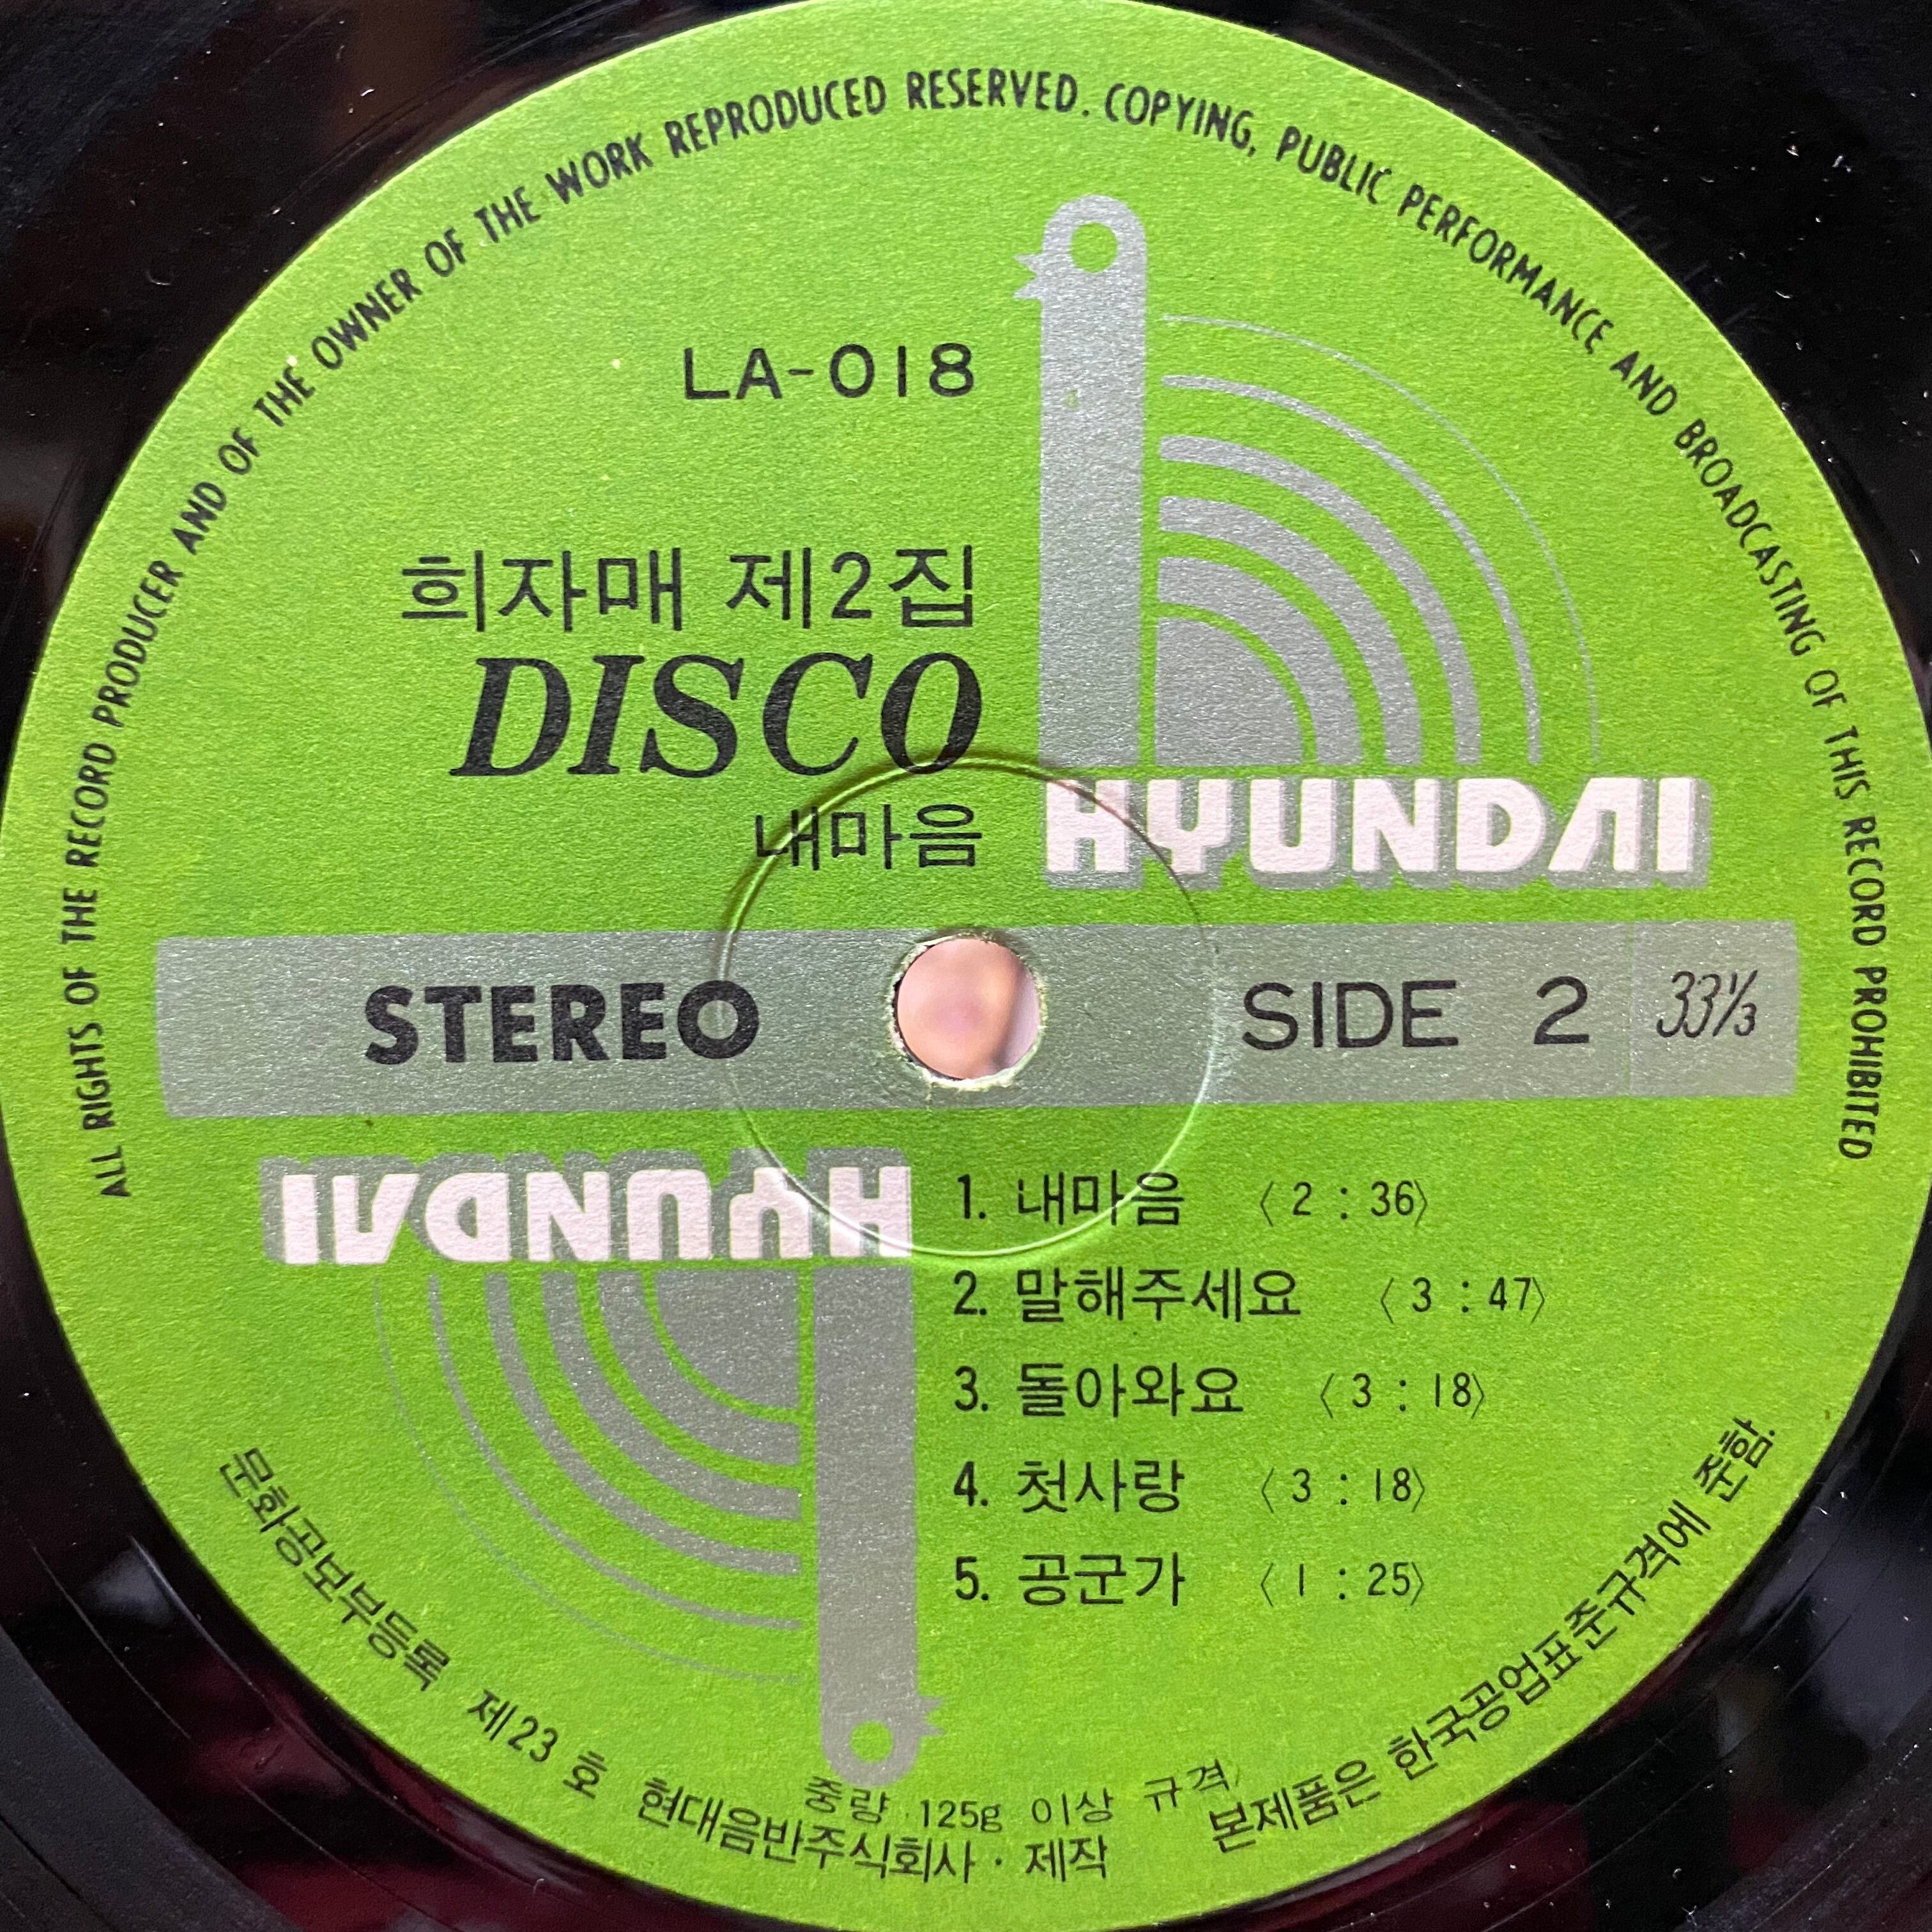 ALL RIGHTS OF THE RECORD PRODUCER AND OF THE OWNER OF THE WORK REPRODUCED RESERVED. COPYING, PUBLIC PERFORMANCE AND BROADCASTING OF THIS RECORD PROHIBITED
LA-018
희자매 제2집
DISCO
내마음
HYUNDAI
STEREO
SIDE 2
33⅓
HYUNDAI
1. 내마음 〈2 : 36〉
2. 말해주세요 〈3 : 47〉
3. 돌아와요 〈3 : 18〉
4. 첫사랑 〈3 : 18〉
5. 공군가 〈1 : 25〉
중량 125g 이상 규격
문화공보부등록 제23호 현대음반주식회사·제작 본제품은 한국공업표준규격에 준함.